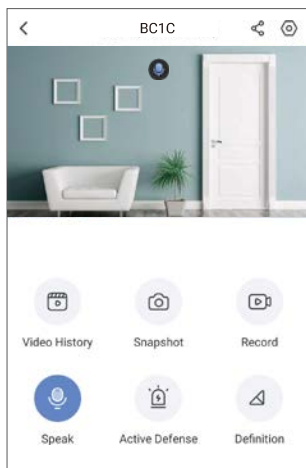 BC1C
Video History
Snapshot
Record
Speak
Active Defense
Definition